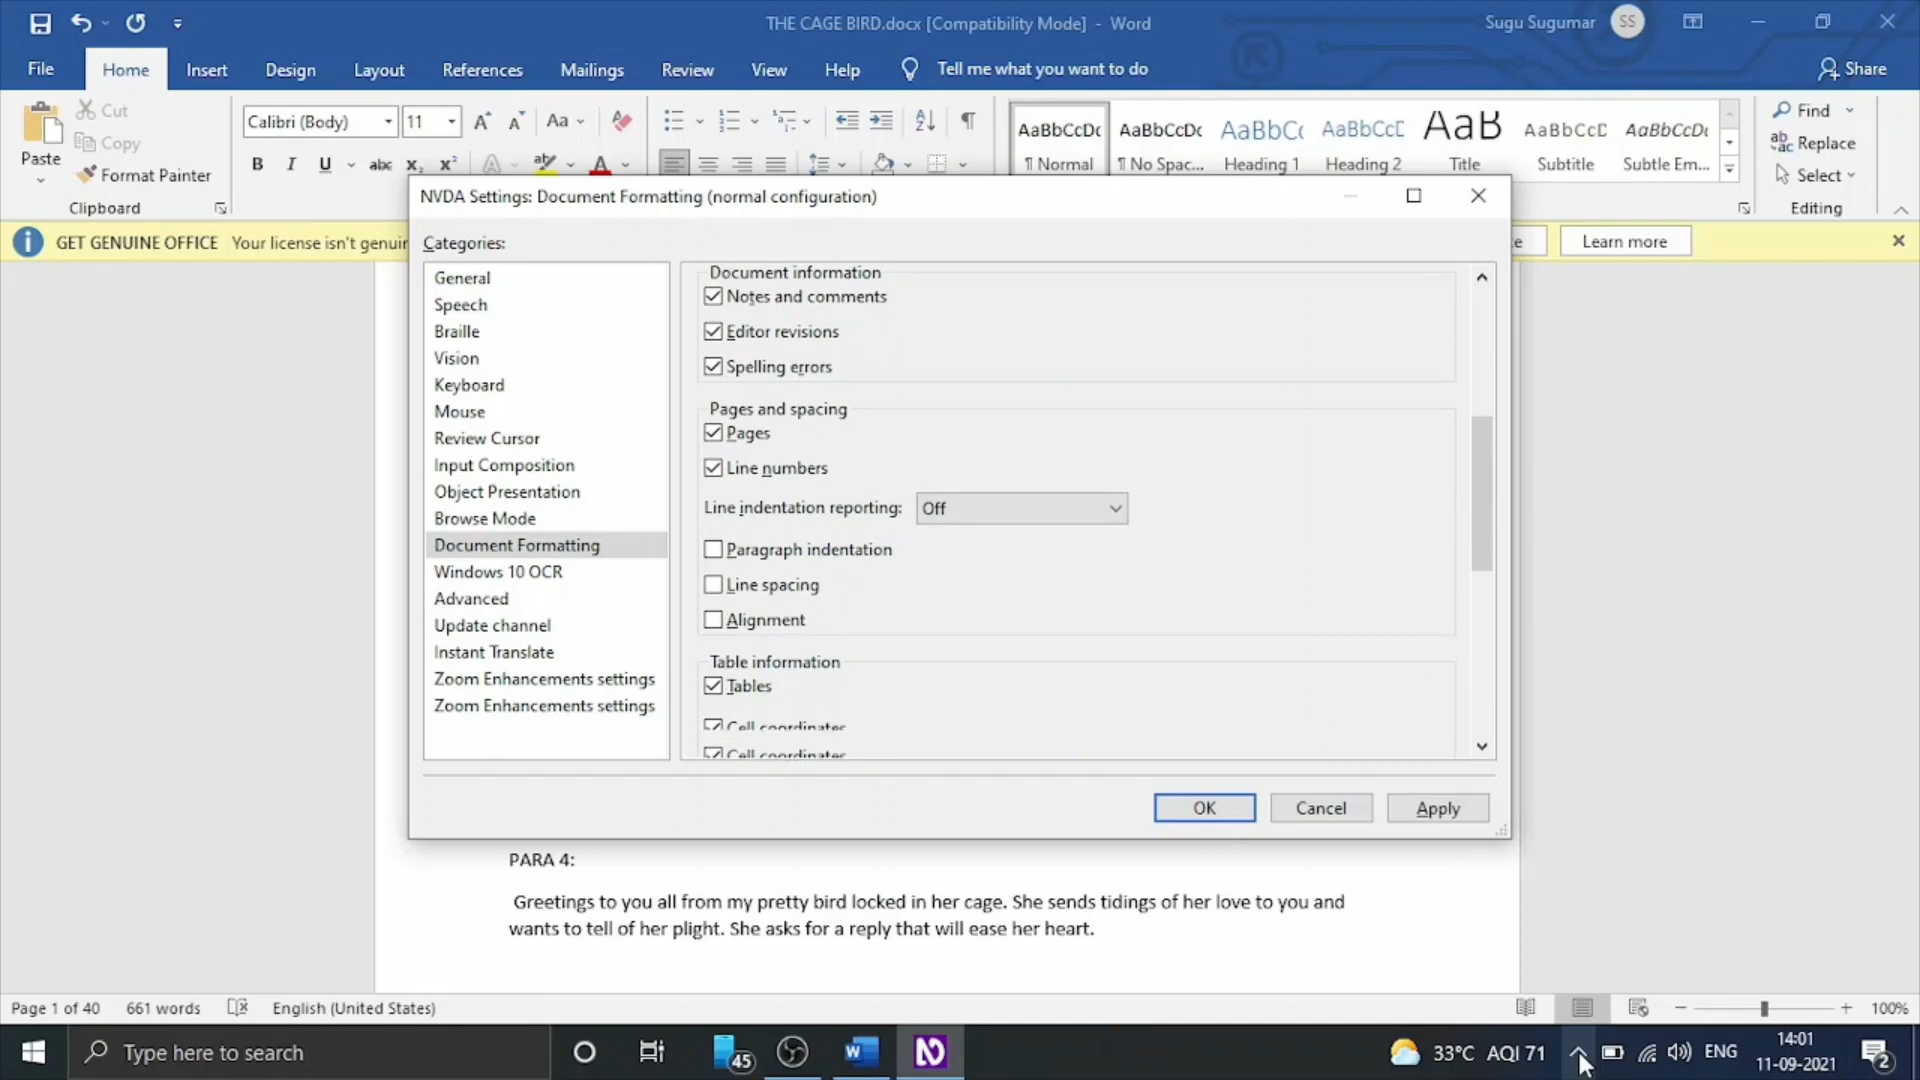 THE CAGE BIRD.docx [Compatibility Mode] - Word
Sugu Sugumar
SS
File
Home
Insert
Design
Layout
References
Mailings
Review
View
Help
Tell me what you want to do
Share
Paste
Cut
Copy
Format Painter
Clipboard
Calibri (Body)
11
AaBbCcDc
¶ Normal
AaBbCcDc
¶ No Spac...
AaBbCc
Heading 1
AaBbCcD
Heading 2
AaB
Title
AaBbCcD
Subtitle
AaBbCcDc
Subtle Em...
Find
Replace
Select
Editing
GET GENUINE OFFICE Your license isn't genuin
Learn more
NVDA Settings: Document Formatting (normal configuration)
Categories:
General
Speech
Braille
Vision
Keyboard
Mouse
Review Cursor
Input Composition
Object Presentation
Browse Mode
Document Formatting
Windows 10 OCR
Advanced
Update channel
Instant Translate
Zoom Enhancements settings
Zoom Enhancements settings
Document information
Notes and comments
Editor revisions
Spelling errors
Pages and spacing
Pages
Line numbers
Line indentation reporting: Off
Paragraph indentation
Line spacing
Alignment
Table information
Tables
Cell coordinates
Cell coordinates
OK
Cancel
Apply
PARA 4:
Greetings to you all from my pretty bird locked in her cage. She sends tidings of her love to you and
wants to tell of her plight. She asks for a reply that will ease her heart.
Page 1 of 40
661 words
English (United States)
100%
Type here to search
45
33°C AQI 71
ENG
14:01
11-09-2021
2